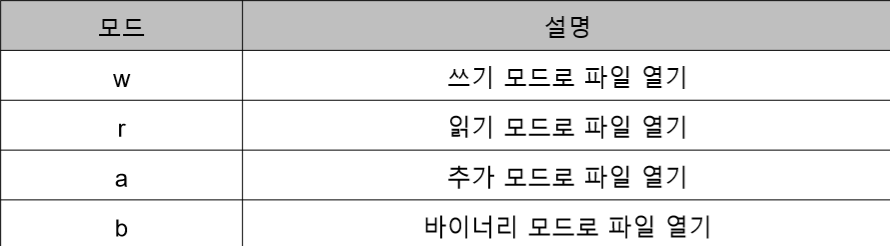 모드 설명
w 쓰기 모드로 파일 열기
r 읽기 모드로 파일 열기
a 추가 모드로 파일 열기
b 바이너리 모드로 파일 열기